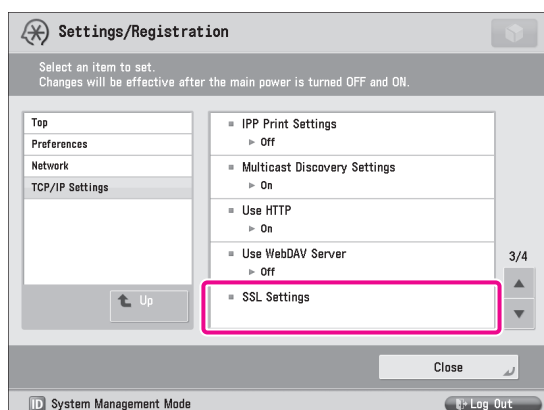 Settings/Registration
Select an item to set.
Changes will be effective after the main power is turned OFF and ON.
Top
Preferences
Network
TCP/IP Settings
Up
IPP Print Settings
Off
Multicast Discovery Settings
On
Use HTTP
On
Use WebDAV Server
Off
SSL Settings
3/4
Close
ID System Management Mode
Log Out